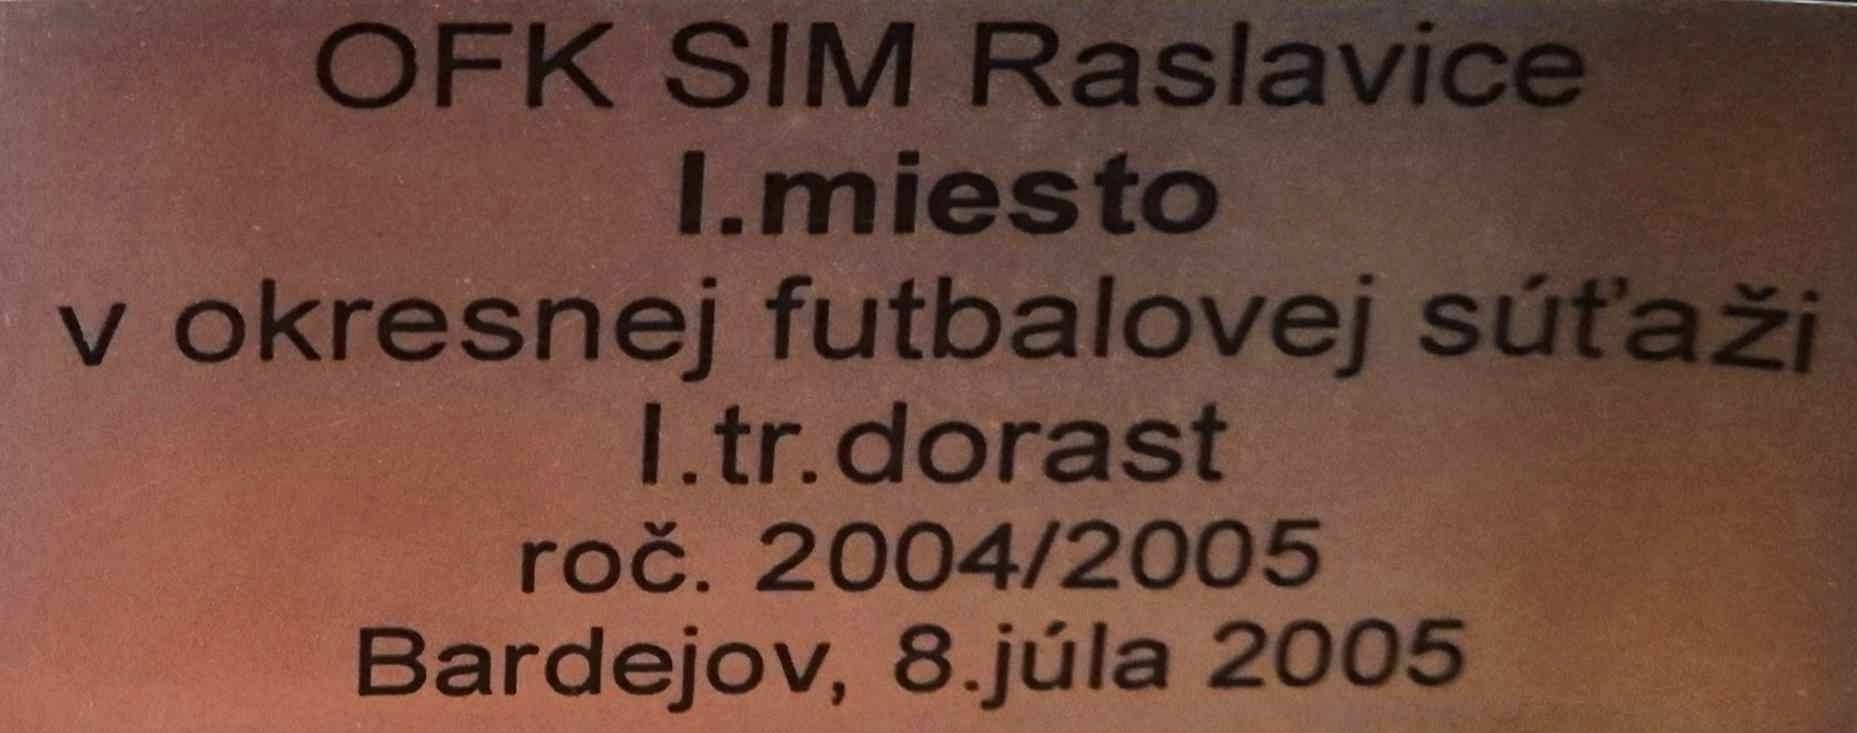 OFK SIM Raslavice
I.miesto
v okresnej futbalovej súťaži
I.tr.dorast
roč. 2004/2005
Bardejov, 8.júla 2005